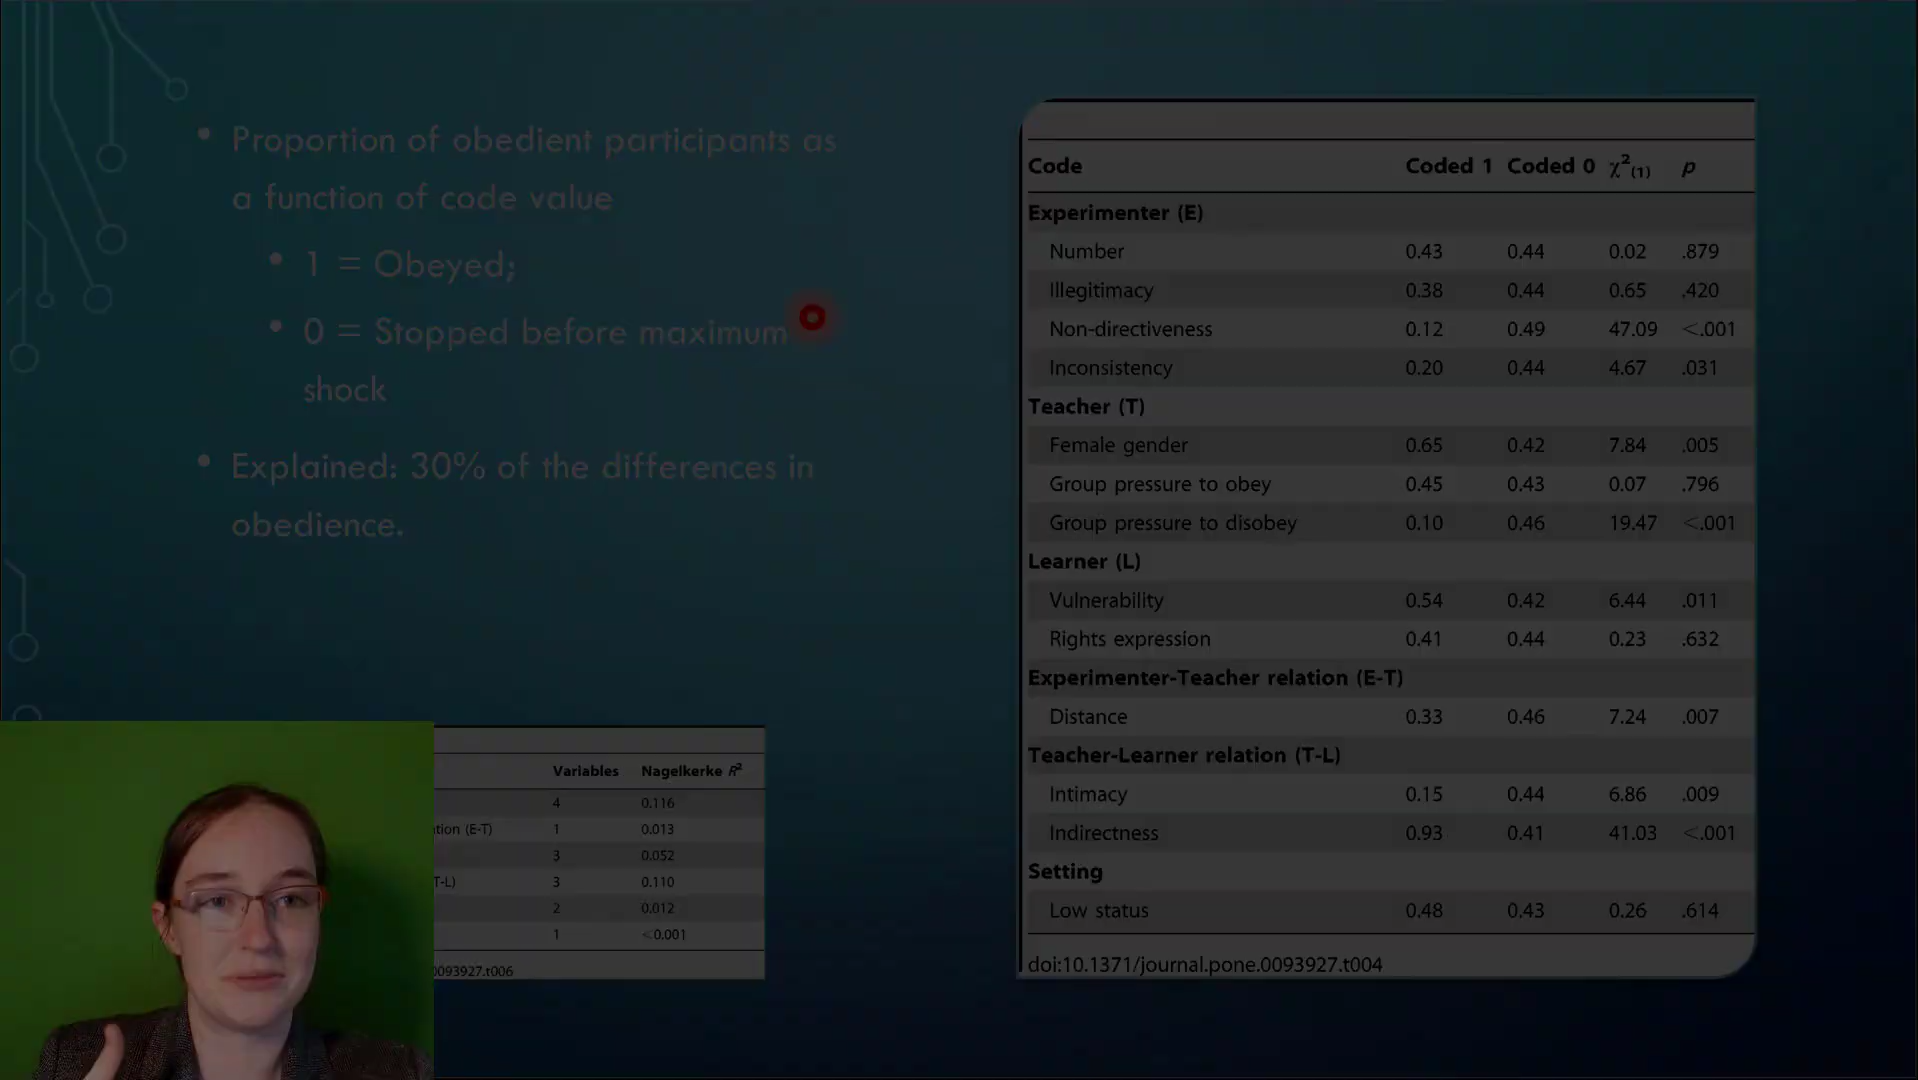 Proportion of obedient participants as
a function of code value
1 = Obeyed;
0 = Stopped before maximum
shock
Explained: 30% of the differences in
obedience.
Variables Nagelkerke R²
4 0.116
(E-T) 1 0.013
3 0.052
T-L) 3 0.110
2 0.012
1 <0.001
0093927.t006
Code Coded 1 Coded 0 χ²(1) p
Experimenter (E)
Number 0.43 0.44 0.02 .879
Illegitimacy 0.38 0.44 0.65 .420
Non-directiveness 0.12 0.49 47.09 <.001
Inconsistency 0.20 0.44 4.67 .031
Teacher (T)
Female gender 0.65 0.42 7.84 .005
Group pressure to obey 0.45 0.43 0.07 .796
Group pressure to disobey 0.10 0.46 19.47 <.001
Learner (L)
Vulnerability 0.54 0.42 6.44 .011
Rights expression 0.41 0.44 0.23 .632
Experimenter-Teacher relation (E-T)
Distance 0.33 0.46 7.24 .007
Teacher-Learner relation (T-L)
Intimacy 0.15 0.44 6.86 .009
Indirectness 0.93 0.41 41.03 <.001
Setting
Low status 0.48 0.43 0.26 .614
doi:10.1371/journal.pone.0093927.t004